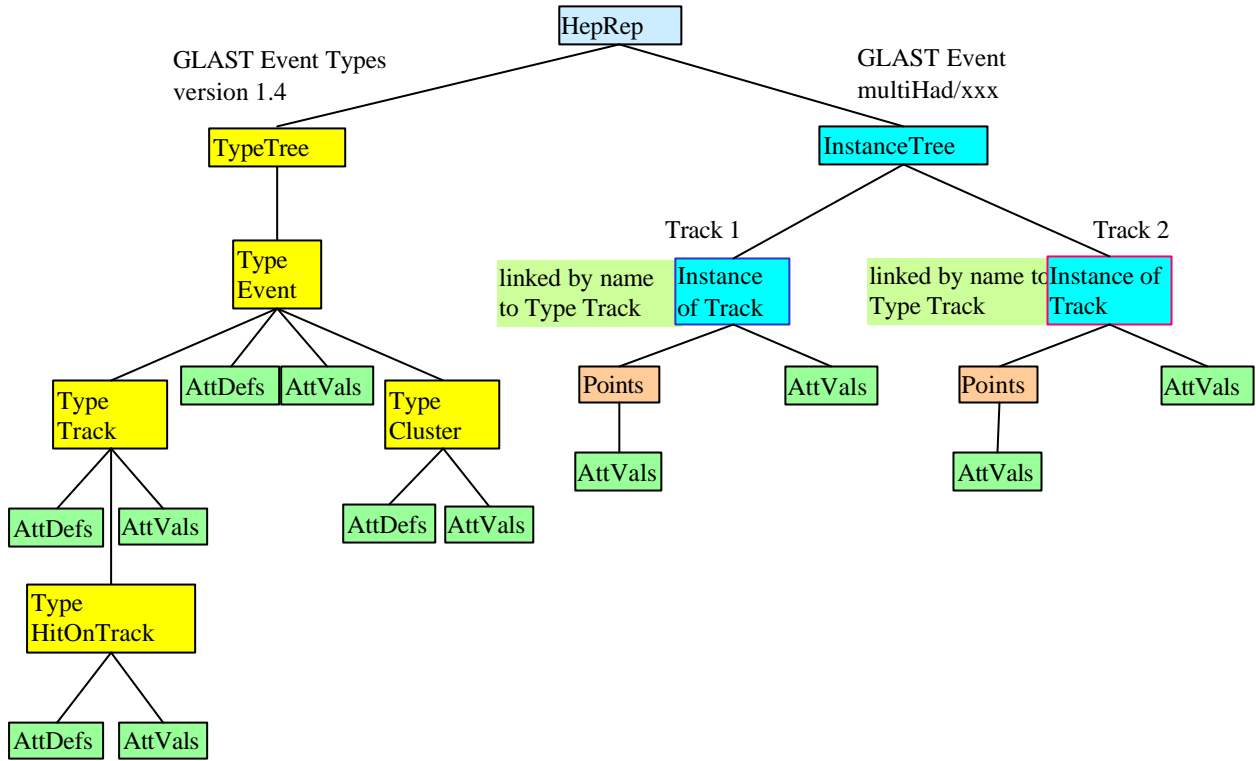 HepRep
GLAST Event Types
version 1.4
GLAST Event
multiHad/xxx
TypeTree
InstanceTree
Track 1
Track 2
Type
Event
linked by name
to Type Track
Instance
of Track
linked by name to
Type Track
Instance of
Track
AttDefs
AttVals
Type
Track
Type
Cluster
Points
AttVals
Points
AttVals
AttVals
AttVals
AttDefs
AttVals
AttDefs
AttVals
Type
HitOnTrack
AttDefs
AttVals